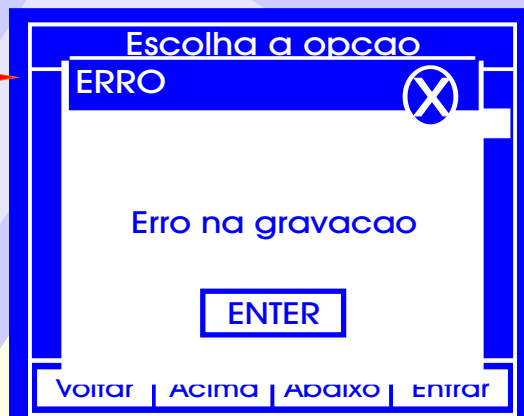 Escolha a opcao
ERRO X
Erro na gravacao
ENTER
Voltar Acima Abaixo Entrar